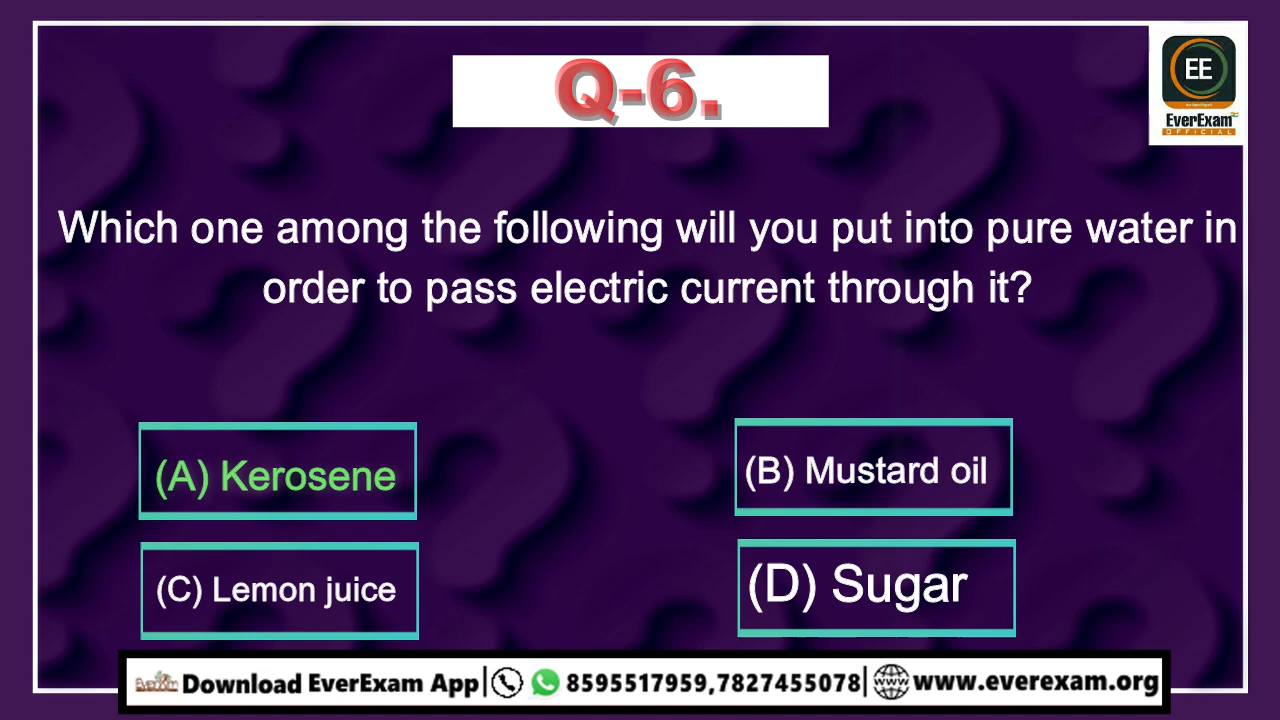 Q-6.
EE
EverExam
OFFICIAL
Which one among the following will you put into pure water in
order to pass electric current through it?
(A) Kerosene
(B) Mustard oil
(C) Lemon juice
(D) Sugar
Download EverExam App| 8595517959,7827455078| www.everexam.org